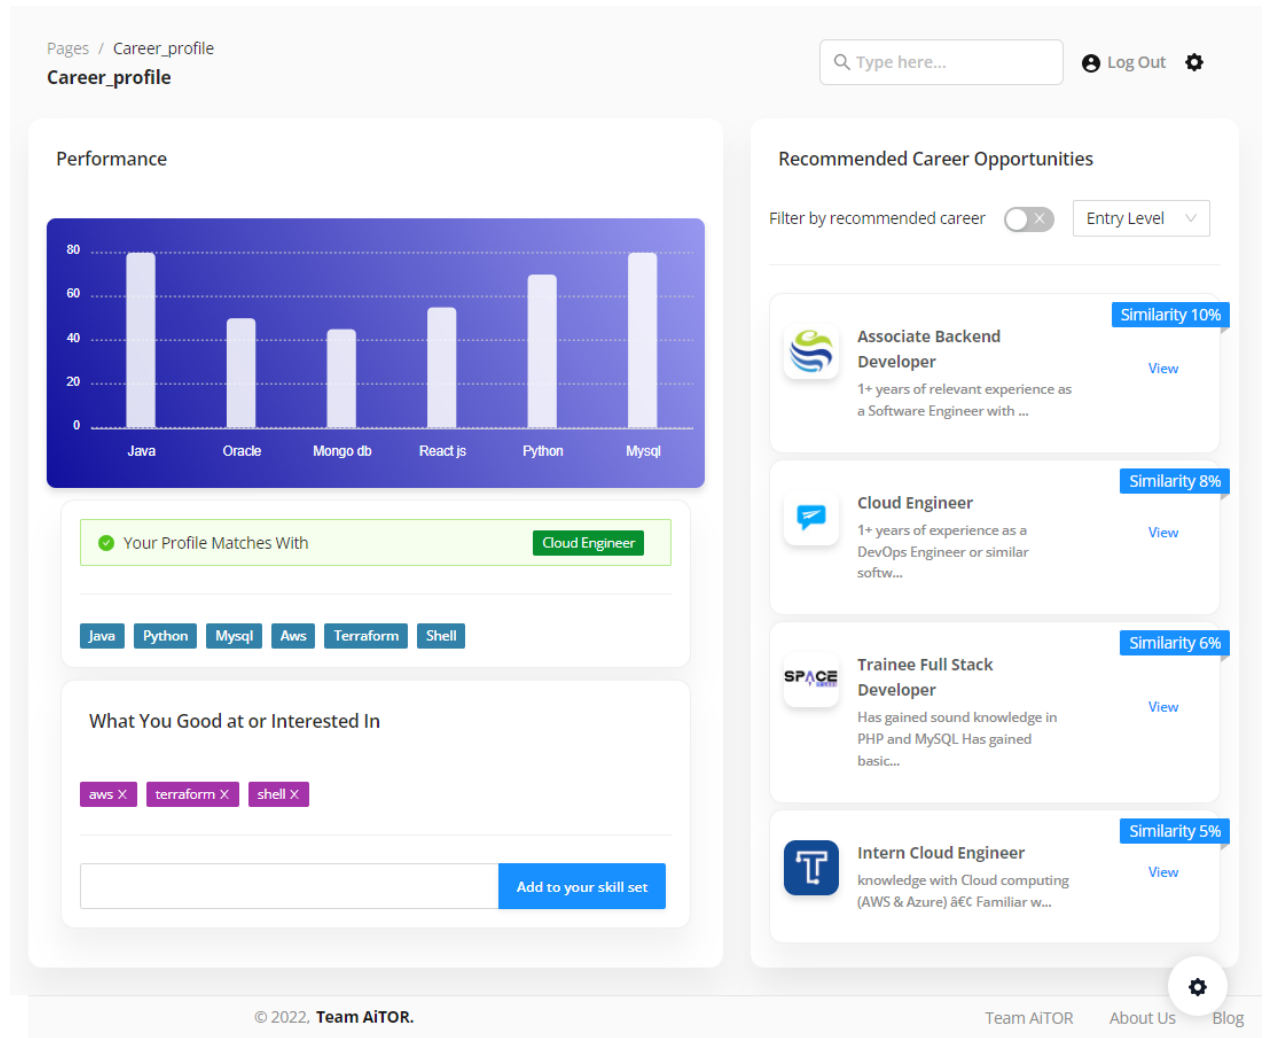 Pages / Career_profile
Career_profile
Type here...
Log Out
Performance
80
60
40
20
0
Java Oracle Mongo db React js Python Mysql
Your Profile Matches With Cloud Engineer
Java Python Mysql Aws Terraform Shell
What You Good at or Interested In
aws X terraform X shell X
Add to your skill set
Recommended Career Opportunities
Filter by recommended career
Entry Level
Similarity 10%
Associate Backend
Developer
View
1+ years of relevant experience as
a Software Engineer with ...
Similarity 8%
Cloud Engineer
1+ years of experience as a
View
DevOps Engineer or similar
softw...
Similarity 6%
SPACE
Trainee Full Stack
Developer
View
Has gained sound knowledge in
PHP and MySQL Has gained
basic...
Similarity 5%
Intern Cloud Engineer
View
knowledge with Cloud computing
(AWS & Azure) â€¢ Familiar w...
© 2022, Team AiTOR.
Team AiTOR About Us Blog